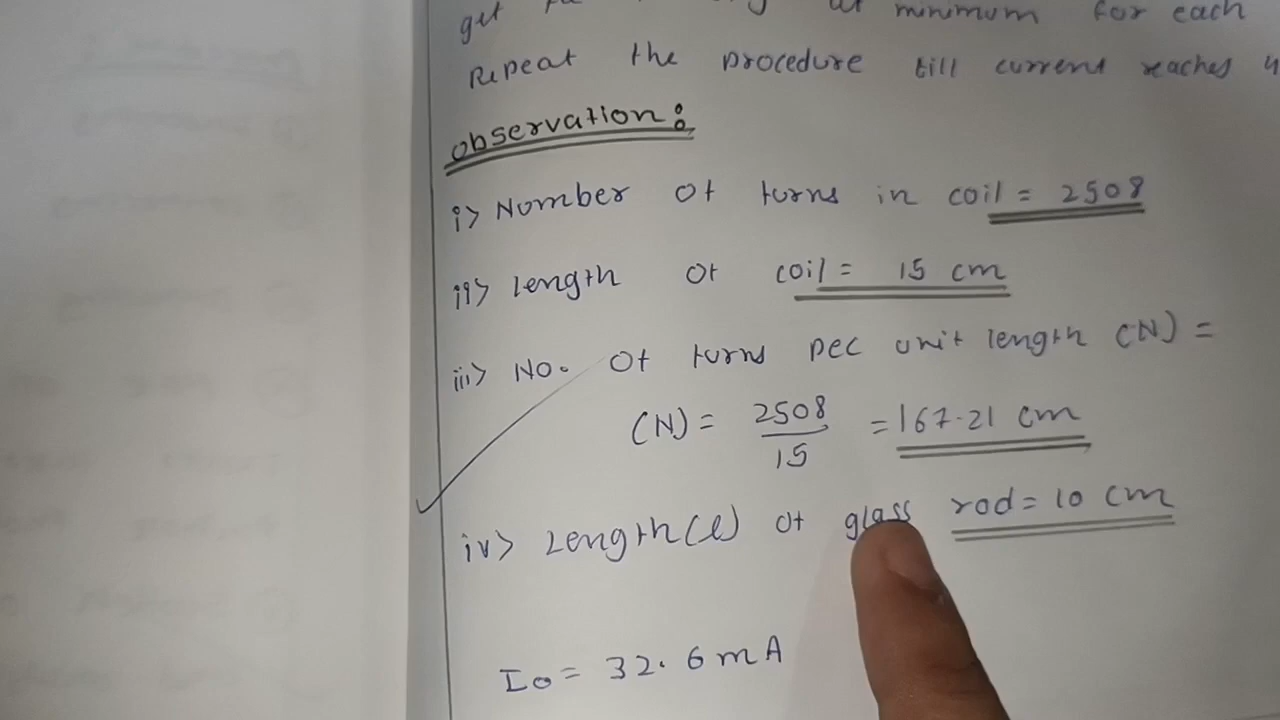 get at minimum for each
Repeat the procedure till current reaches
observation:
i> Number of turns in coil = 2508
ii> length of coil = 15 cm
iii> No. of turns per unit length (N) =
(N) = 2508/15 = 167.21 cm
iv> Length(l) of glass rod = 10 cm
Io = 32.6 mA